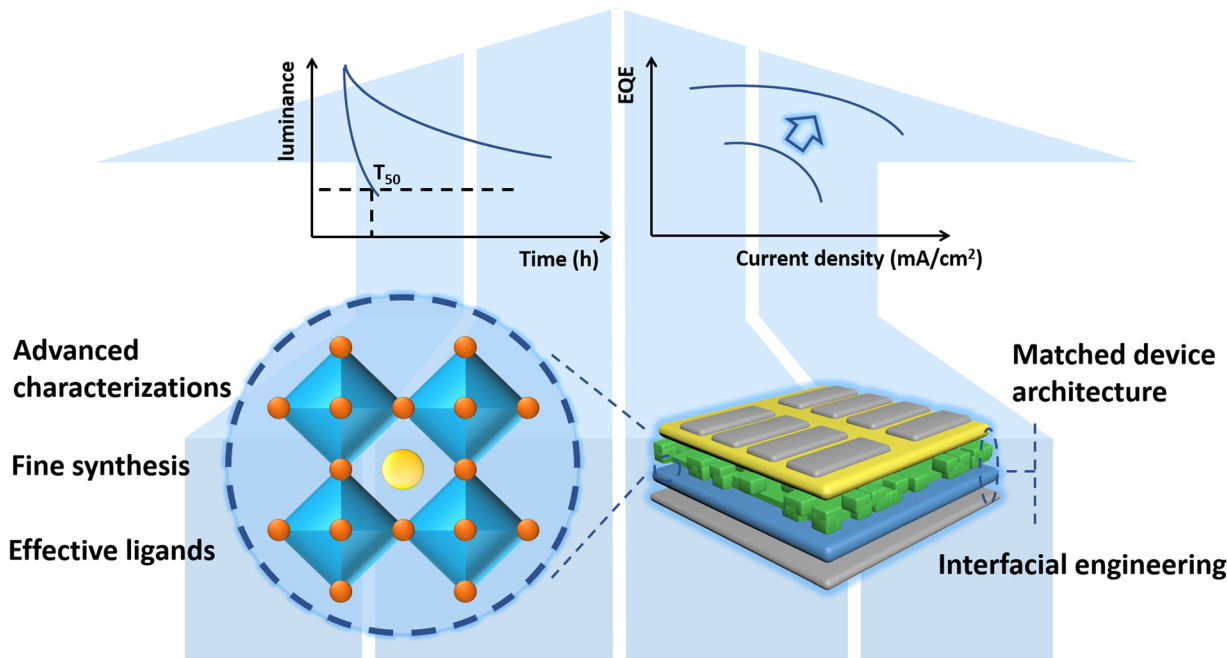 luminance
T₅₀
Time (h)
EQE
Current density (mA/cm²)
Advanced
characterizations
Fine synthesis
Effective ligands
Matched device
architecture
Interfacial engineering